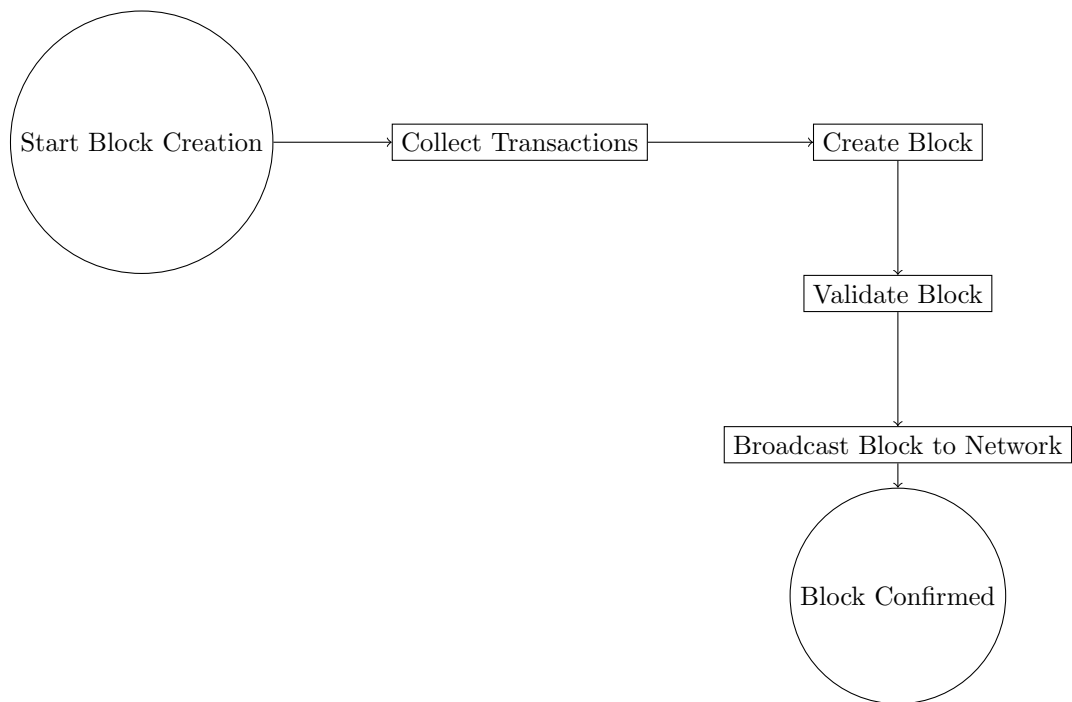 Start Block Creation
Collect Transactions
Create Block
Validate Block
Broadcast Block to Network
Block Confirmed